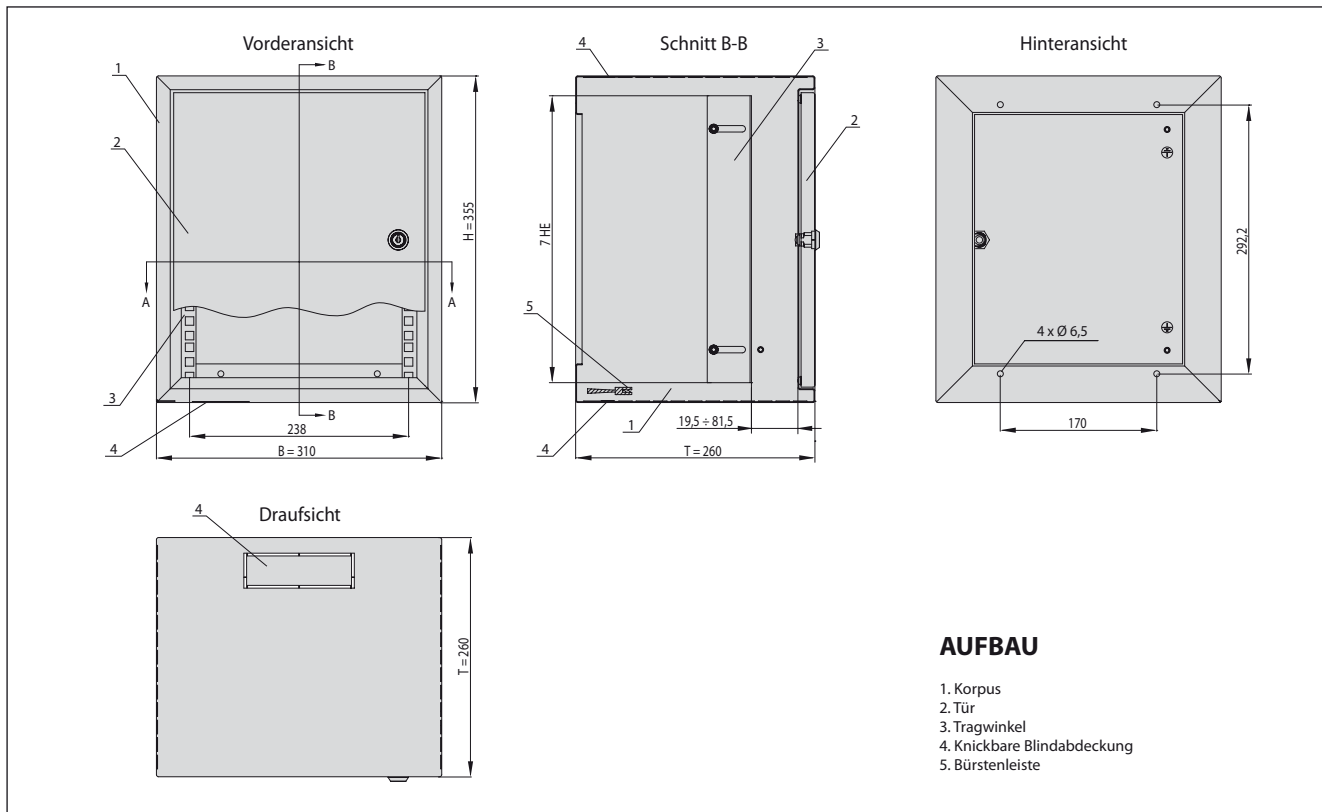 Vorderansicht
Schnitt B-B
Hinteransicht
B
1
2
H = 355
A
A
3
B
238
4
B = 310
4
3
2
7 HE
5
19,5 ÷ 81,5
1
4
T = 260
292,2
4 x Ø 6,5
170
Draufsicht
4
T = 260
AUFBAU
1. Korpus
2. Tür
3. Tragwinkel
4. Knickbare Blindabdeckung
5. Bürstenleiste